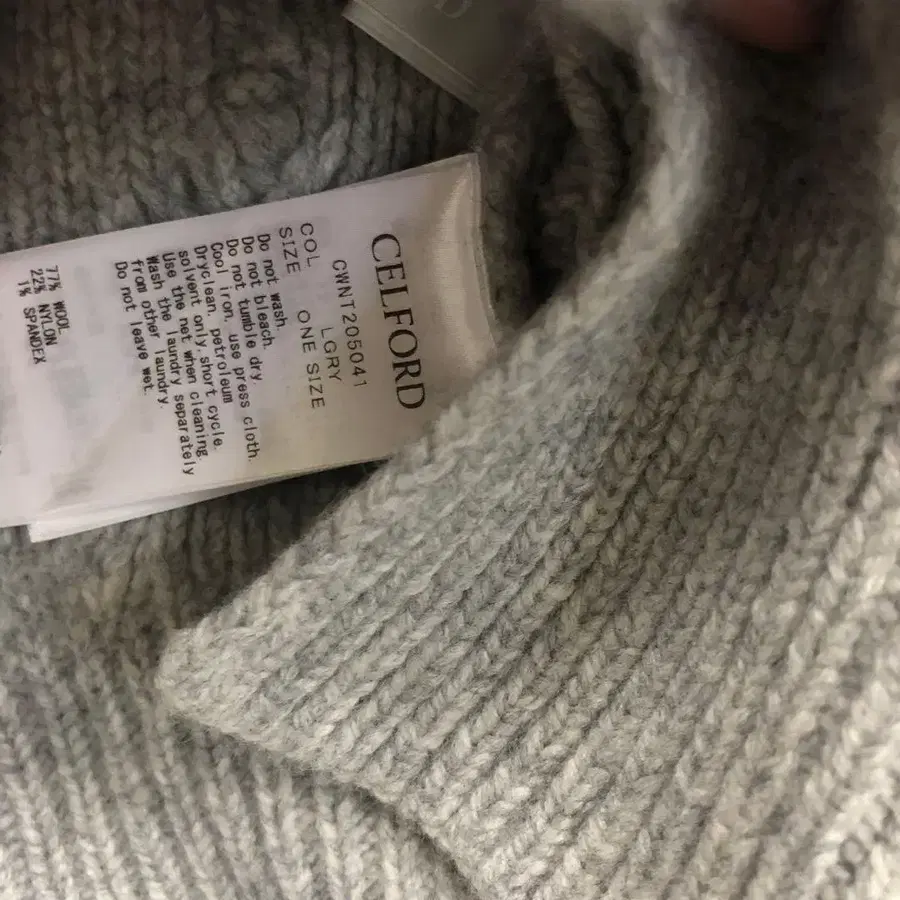 CELFORD
CWNT205041
COL LGRY
SIZE ONE SIZE
Do not wash.
Do not bleach.
Do not tumble dry.
Cool iron, use press cloth.
Dryclean, petroleum
solvent only,short cycle.
Use the net when cleaning.
Wash the laundry separately
from other laundry.
Do not leave wet.
77% WOOL
22% NYLON
1% SPANDEX